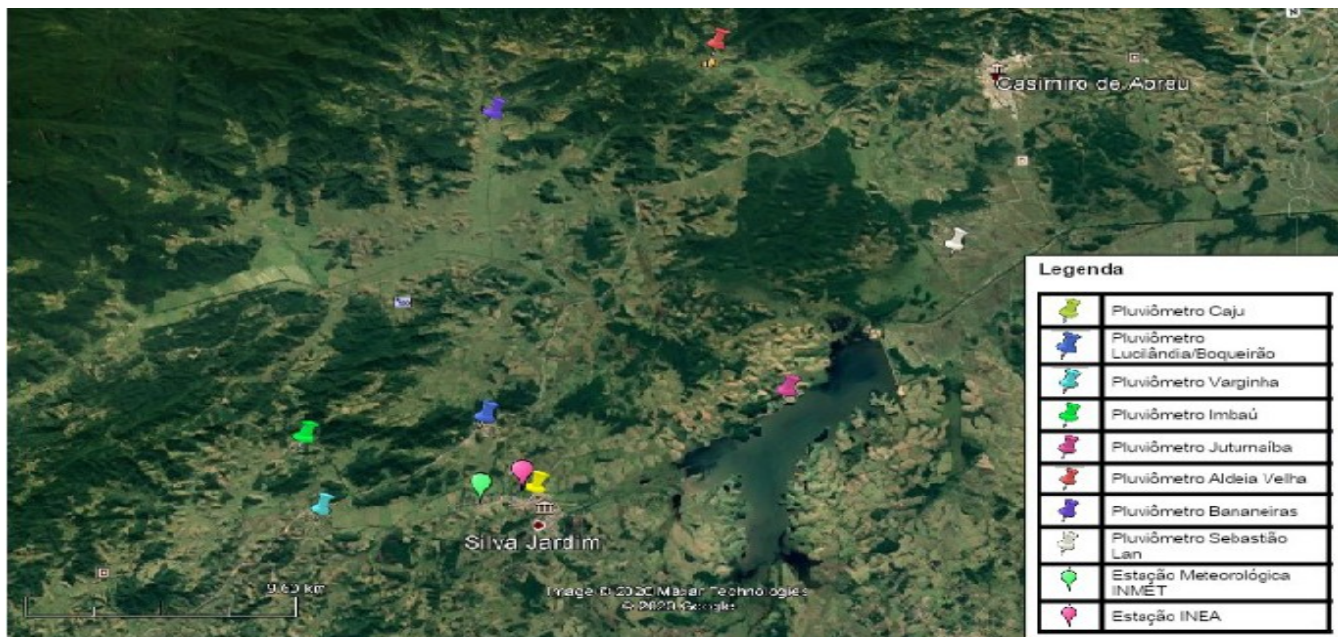 Casimiro de Abreu
Silva Jardim
9.60 km
Image © 2020 Maxar Technologies
© 2020 Google
Legenda
Pluviômetro Caju
Pluviômetro
Lucilândia/Boqueirão
Pluviômetro Varginha
Pluviômetro Imbaú
Pluviômetro Juturnaíba
Pluviômetro Aldeia Velha
Pluviômetro Bananeiras
Pluviômetro Sebastião
Lan
Estação Meteorológica
INMET
Estação INEA